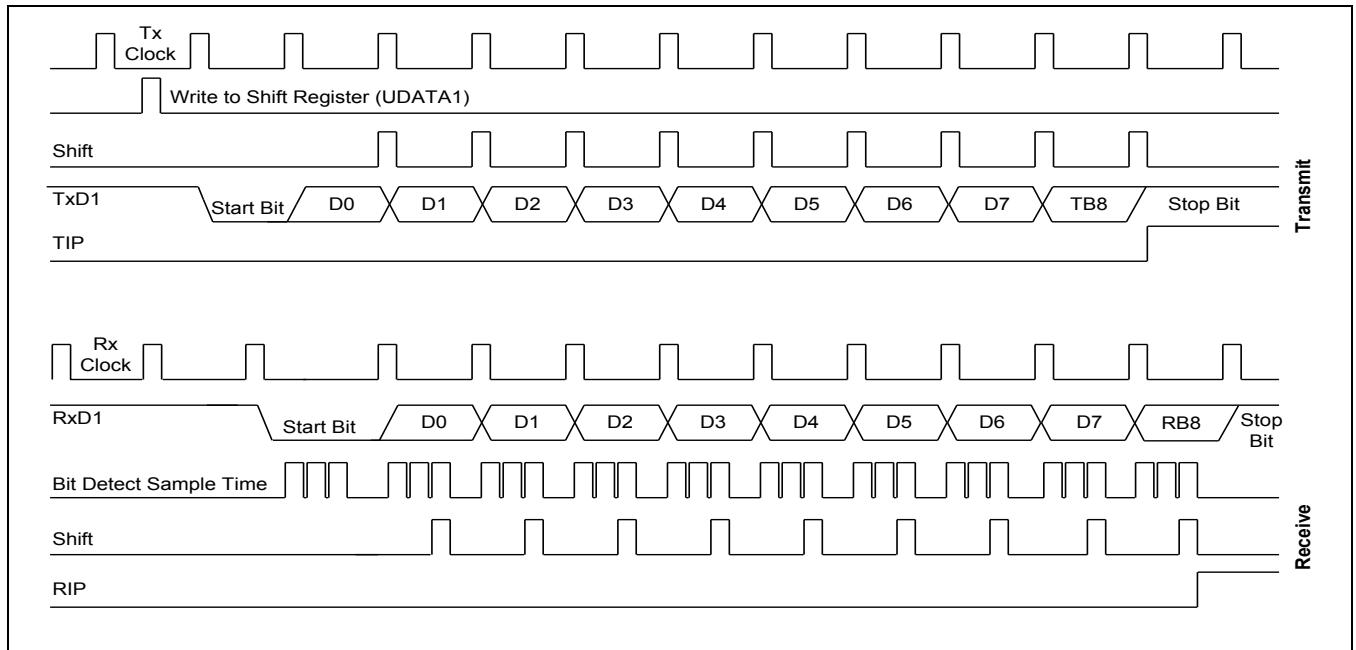 Tx
Clock
Write to Shift Register (UDATA1)
Shift
TxD1
Start Bit D0 D1 D2 D3 D4 D5 D6 D7 TB8 Stop Bit
TIP
Transmit
Rx
Clock
RxD1
Start Bit D0 D1 D2 D3 D4 D5 D6 D7 RB8 Stop
Bit
Bit Detect Sample Time
Shift
RIP
Receive